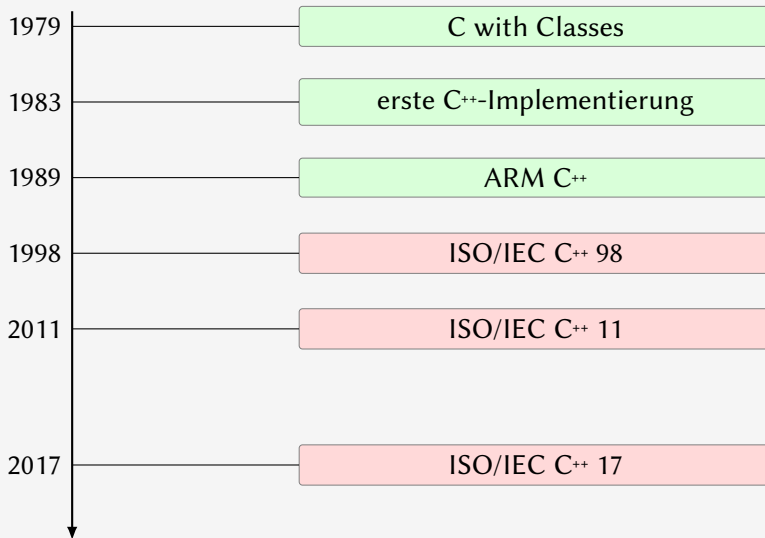 1979 C with Classes
1983 erste C++-Implementierung
1989 ARM C++
1998 ISO/IEC C++ 98
2011 ISO/IEC C++ 11
2017 ISO/IEC C++ 17